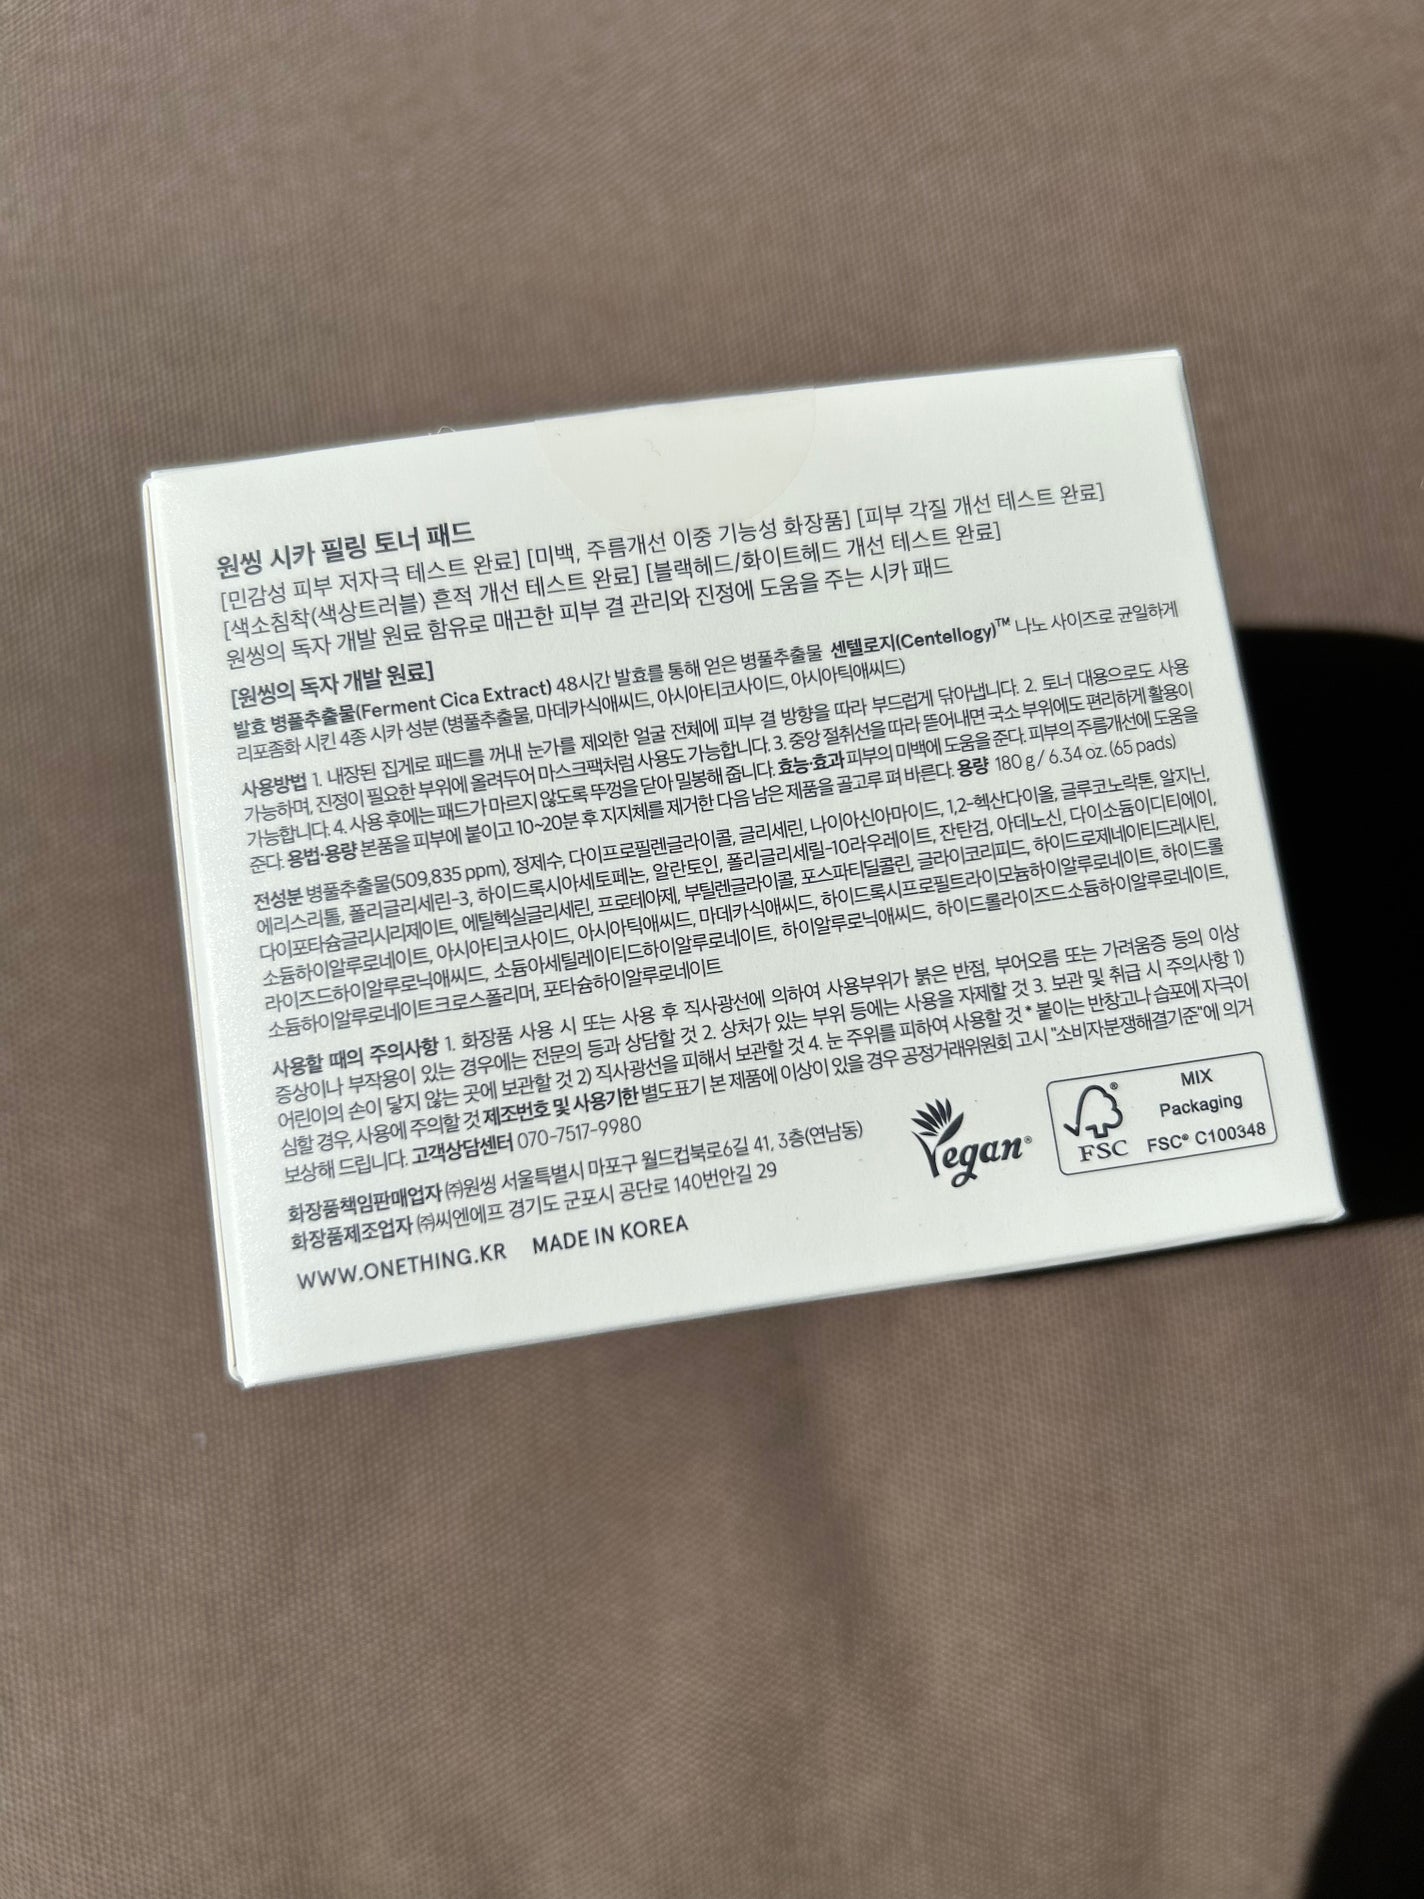 원씽 시카 필링 토너 패드
[민감성 피부 저자극 테스트 완료] [미백, 주름개선 이중 기능성 화장품] [피부 각질 개선 테스트 완료]
[색소침착(색상트러블) 흔적 개선 테스트 완료] [블랙헤드/화이트헤드 개선 테스트 완료]
원씽의 독자 개발 원료 함유로 매끈한 피부 결 관리와 진정에 도움을 주는 시카 패드
[원씽의 독자 개발 원료]
발효 병풀추출물(Ferment Cica Extract) 48시간 발효를 통해 얻은 병풀추출물 센텔로지(Centellogy)™ 나노 사이즈로 균일하게
리포좀화 시킨 4종 시카 성분 (병풀추출물, 마데카식애씨드, 아시아티코사이드, 아시아틱애씨드)
사용방법 1. 내장된 집게로 패드를 꺼내 눈가를 제외한 얼굴 전체에 피부 결 방향을 따라 부드럽게 닦아냅니다. 2. 토너 대용으로도 사용
가능하며, 진정이 필요한 부위에 올려두어 마스크팩처럼 사용도 가능합니다. 3. 중앙 절취선을 따라 뜯어내면 국소 부위에도 편리하게 활용이
가능합니다. 4. 사용 후에는 패드가 마르지 않도록 뚜껑을 닫아 밀봉해 줍니다. 효능·효과 피부의 미백에 도움을 준다. 피부의 주름개선에 도움을
준다. 용법·용량 본품을 피부에 붙이고 10~20분 후 지지체를 제거한 다음 남은 제품을 골고루 펴 바른다. 용량 180 g / 6.34 oz. (65 pads)
전성분 병풀추출물(509,835 ppm), 정제수, 다이프로필렌글라이콜, 글리세린, 나이아신아마이드, 1,2-헥산다이올, 글루코노락톤, 알지닌,
에리스리톨, 폴리글리세린-3, 하이드록시아세토페논, 알란토인, 폴리글리세릴-10라우레이트, 잔탄검, 아데노신, 다이소듐이디티에이,
다이포타슘글리시리제이트, 에틸헥실글리세린, 프로테아제, 부틸렌글라이콜, 포스파티딜콜린, 글라이코리피드, 하이드로제네이티드레시틴,
소듐하이알루로네이트, 아시아티코사이드, 아시아틱애씨드, 마데카식애씨드, 하이드록시프로필트라이모늄하이알루로네이트, 하이드롤
라이즈드하이알루로닉애씨드, 소듐아세틸레이티드하이알루로네이트, 하이알루로닉애씨드, 하이드롤라이즈드소듐하이알루로네이트,
소듐하이알루로네이트크로스폴리머, 포타슘하이알루로네이트
사용할 때의 주의사항 1. 화장품 사용 시 또는 사용 후 직사광선에 의하여 사용부위가 붉은 반점, 부어오름 또는 가려움증 등의 이상
증상이나 부작용이 있는 경우에는 전문의 등과 상담할 것 2. 상처가 있는 부위 등에는 사용을 자제할 것 3. 보관 및 취급 시 주의사항 1)
어린이의 손이 닿지 않는 곳에 보관할 것 2) 직사광선을 피해서 보관할 것 4. 눈 주위를 피하여 사용할 것 * 붙이는 반창고나 습포에 자극이
심할 경우, 사용에 주의할 것 제조번호 및 사용기한 별도표기 본 제품에 이상이 있을 경우 공정거래위원회 고시 "소비자분쟁해결기준"에 의거
보상해 드립니다. 고객상담센터 070-7517-9980
화장품책임판매업자 ㈜원씽 서울특별시 마포구 월드컵북로6길 41, 3층(연남동)
화장품제조업자 ㈜씨엔에프 경기도 군포시 공단로 140번안길 29
WWW.ONETHING.KR MADE IN KOREA
Vegan®
FSC®
MIX
Packaging
FSC® C100348